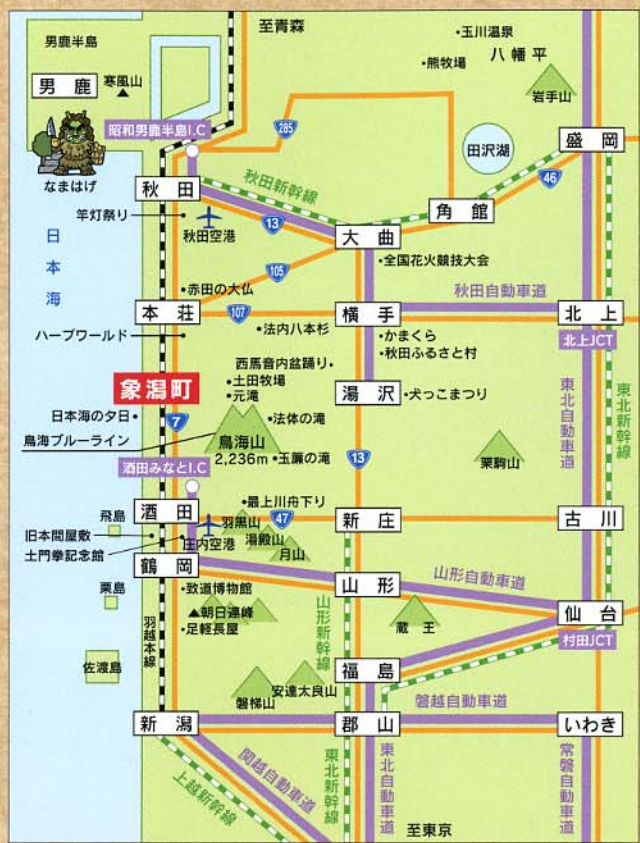 至青森
男鹿半島
・玉川温泉
八幡平
・熊牧場
男鹿
寒風山
岩手山
昭和男鹿半島I.C
285
盛岡
田沢湖
なまはげ
秋田新幹線
46
秋田
角館
竿灯祭り
秋田空港
13
大曲
日本海
・全国花火競技大会
105
・赤田の大仏
秋田自動車道
本荘
107
横手
北上
ハーブワールド
・法内八本杉
・かまくら
・秋田ふるさと村
北上JCT
西馬音内盆踊り・
象潟町
・土田牧場
・元滝
湯沢
・犬っこまつり
東北自動車道
東北新幹線
日本海の夕日・
7
・法体の滝
鳥海ブルーライン
鳥海山
2,236m
・玉簾の滝
13
栗駒山
酒田みなとI.C
・最上川舟下り
酒田
47
新庄
古川
飛島
羽黒山
旧本間屋敷
湯殿山
庄内空港
土門拳記念館
月山
鶴岡
山形自動車道
・致道博物館
山形
栗島
朝日連峰
・足軽長屋
山形新幹線
蔵王
仙台
羽越本線
村田JCT
佐渡島
福島
安達太良山
磐梯山
磐越自動車道
新潟
郡山
いわき
関越自動車道
上越新幹線
東北新幹線
東北自動車道
常磐自動車道
至東京